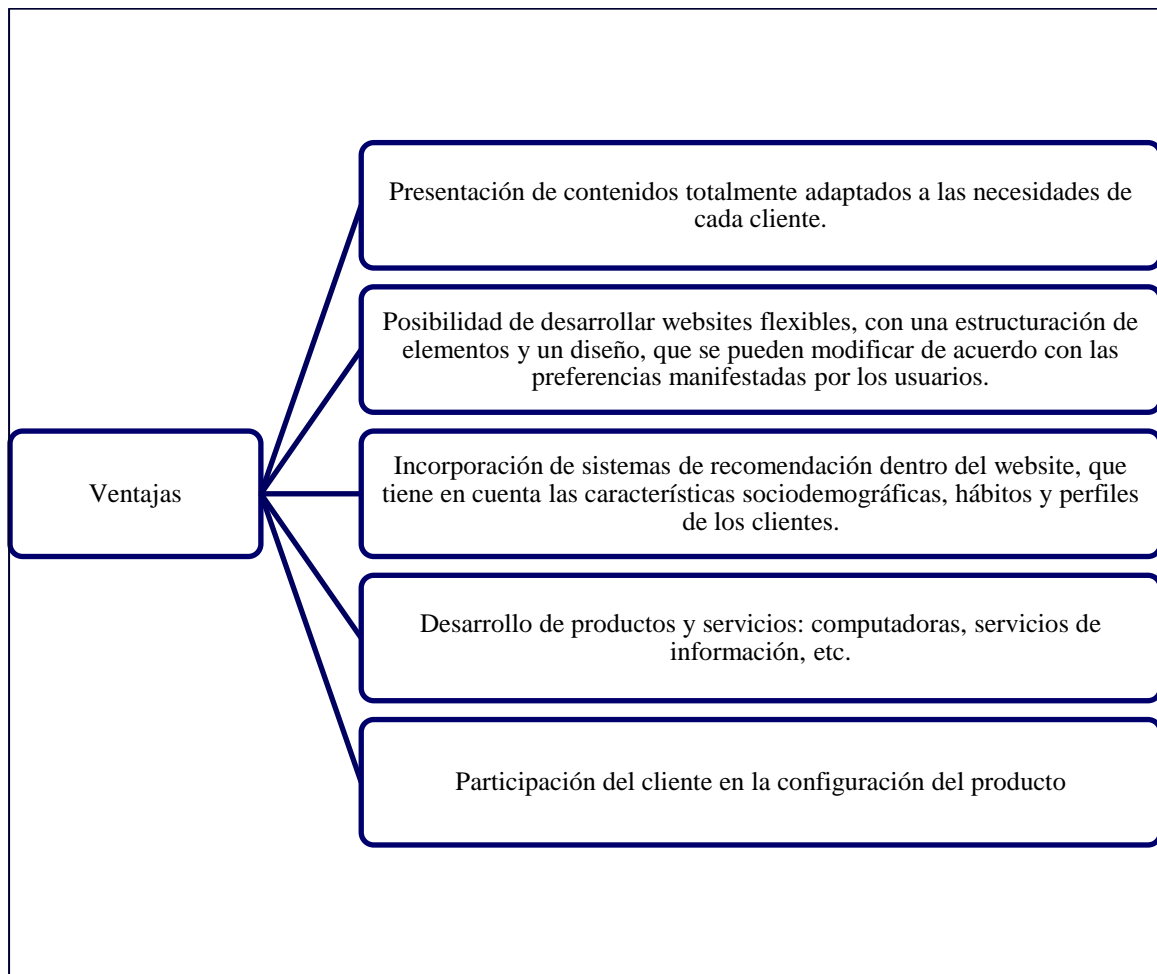 Presentación de contenidos totalmente adaptados a las necesidades de
cada cliente.
Posibilidad de desarrollar websites flexibles, con una estructuración de
elementos y un diseño, que se pueden modificar de acuerdo con las
preferencias manifestadas por los usuarios.
Ventajas
Incorporación de sistemas de recomendación dentro del website, que
tiene en cuenta las características sociodemográficas, hábitos y perfiles
de los clientes.
Desarrollo de productos y servicios: computadoras, servicios de
información, etc.
Participación del cliente en la configuración del producto